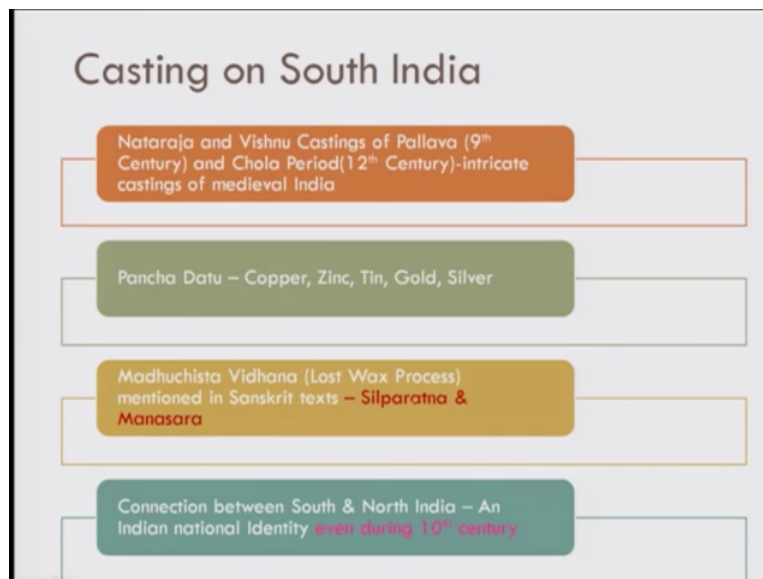 Casting on South India
Nataraja and Vishnu Castings of Pallava (9th
Century) and Chola Period(12th Century)-intricate
castings of medieval India
Pancha Datu – Copper, Zinc, Tin, Gold, Silver
Madhuchista Vidhana (Lost Wax Process)
mentioned in Sanskrit texts – Silparatna &
Manasara
Connection between South & North India – An
Indian national Identity even during 10th century